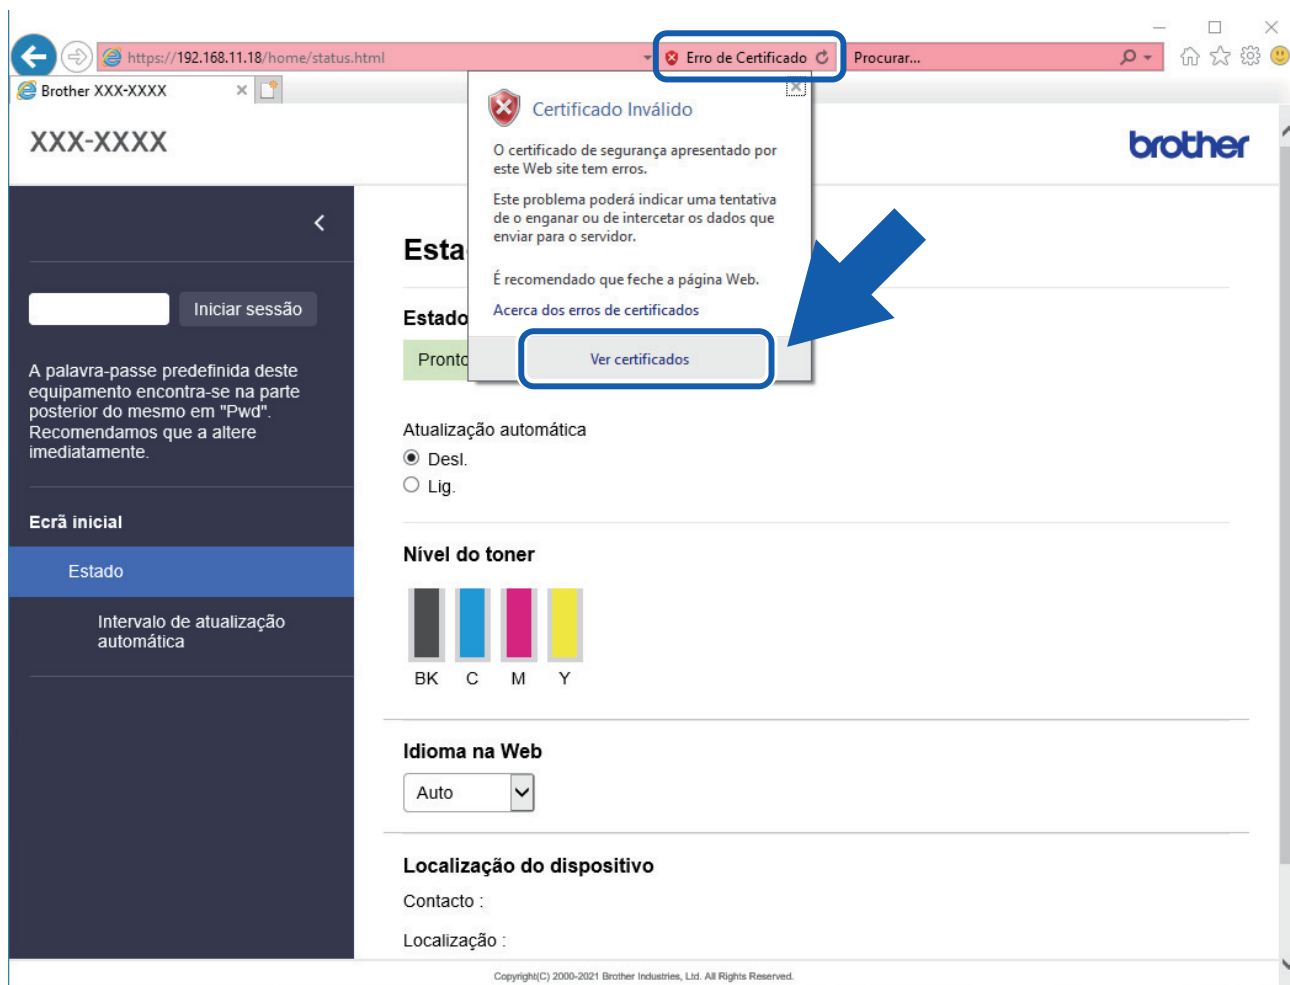 https://192.168.11.18/home/status.html
Erro de Certificado
Procurar...
Brother XXX-XXXX
XXX-XXXX
brother
Certificado Inválido
O certificado de segurança apresentado por
este Web site tem erros.
Este problema poderá indicar uma tentativa
de o enganar ou de intercetar os dados que
enviar para o servidor.
É recomendado que feche a página Web.
Acerca dos erros de certificados
Ver certificados
Iniciar sessão
A palavra-passe predefinida deste
equipamento encontra-se na parte
posterior do mesmo em "Pwd".
Recomendamos que a altere
imediatamente.
Ecrã inicial
Estado
Intervalo de atualização
automática
Esta
Estado
Pronto
Atualização automática
Desl.
Lig.
Nível do toner
BK C M Y
Idioma na Web
Auto
Localização do dispositivo
Contacto :
Localização :
Copyright(C) 2000-2021 Brother Industries, Ltd. All Rights Reserved.